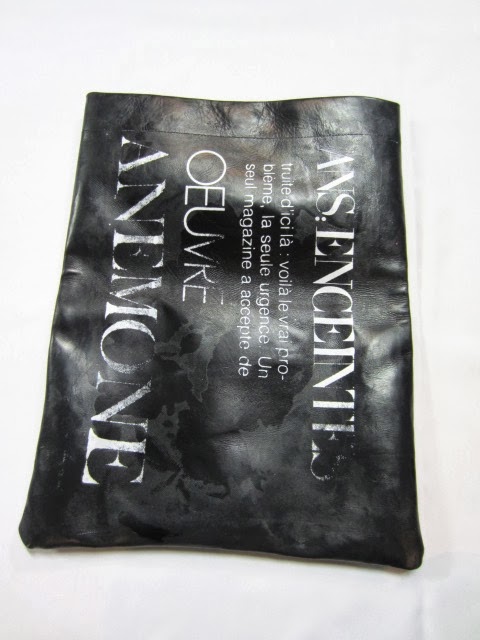 ANS: ENCEINTES
truite d'ici là : voilà le vrai pro-
blème, la seule urgence. Un
seul magazine a accepte de
OEUVRE
ANEMONE